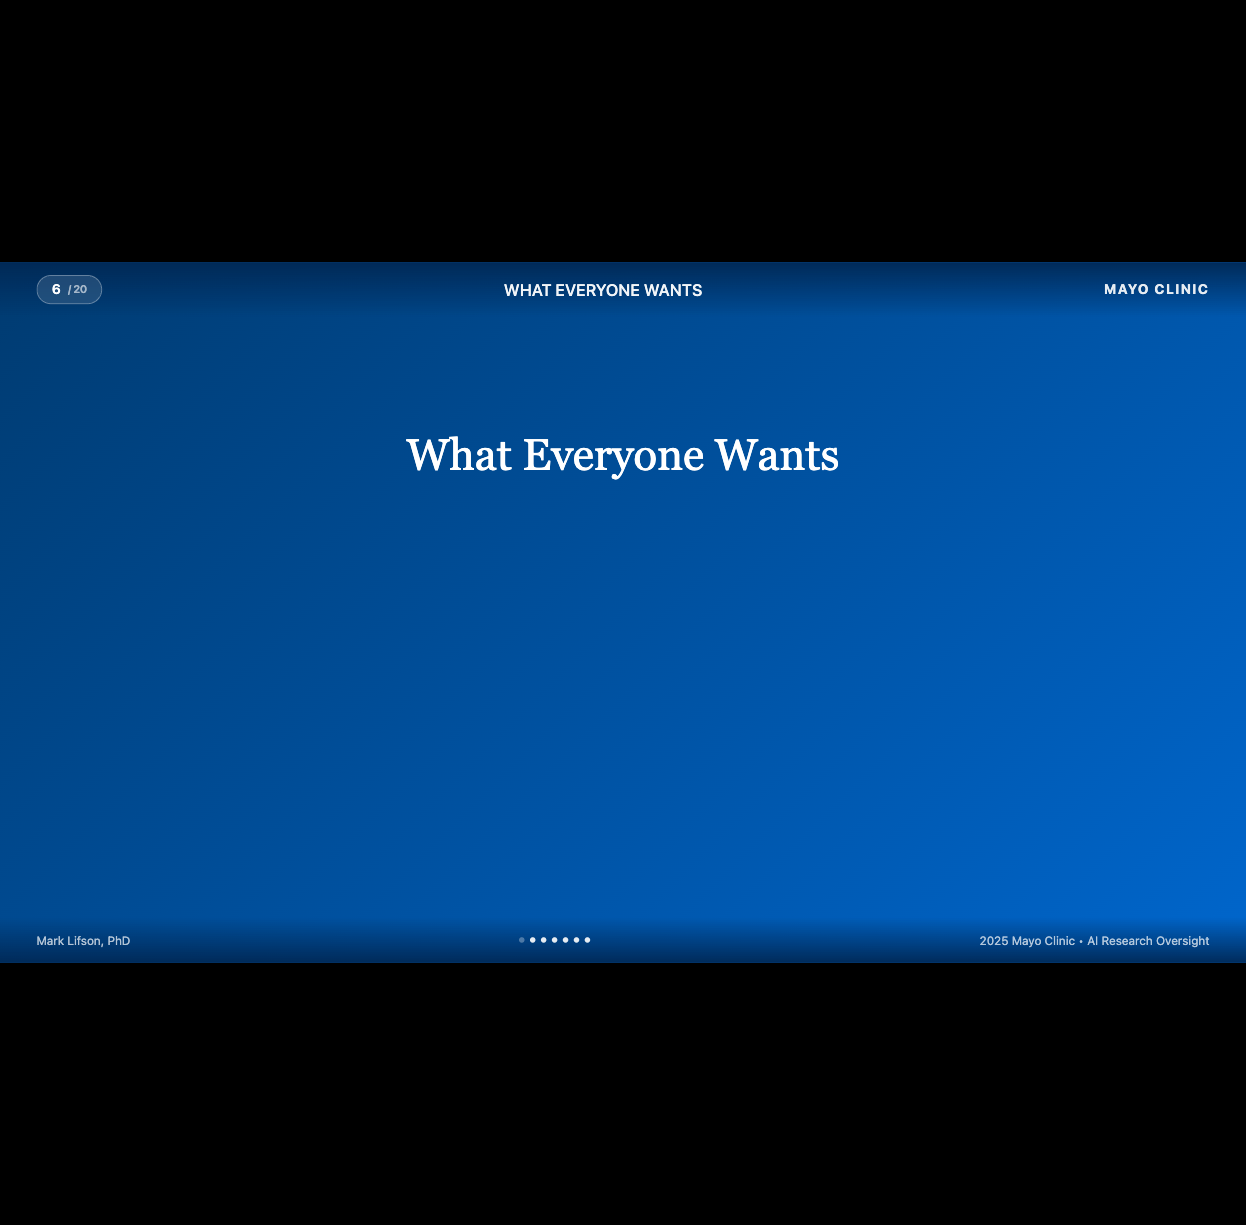 6 / 20
WHAT EVERYONE WANTS
MAYO CLINIC
What Everyone Wants
Mark Lifson, PhD
2025 Mayo Clinic • AI Research Oversight